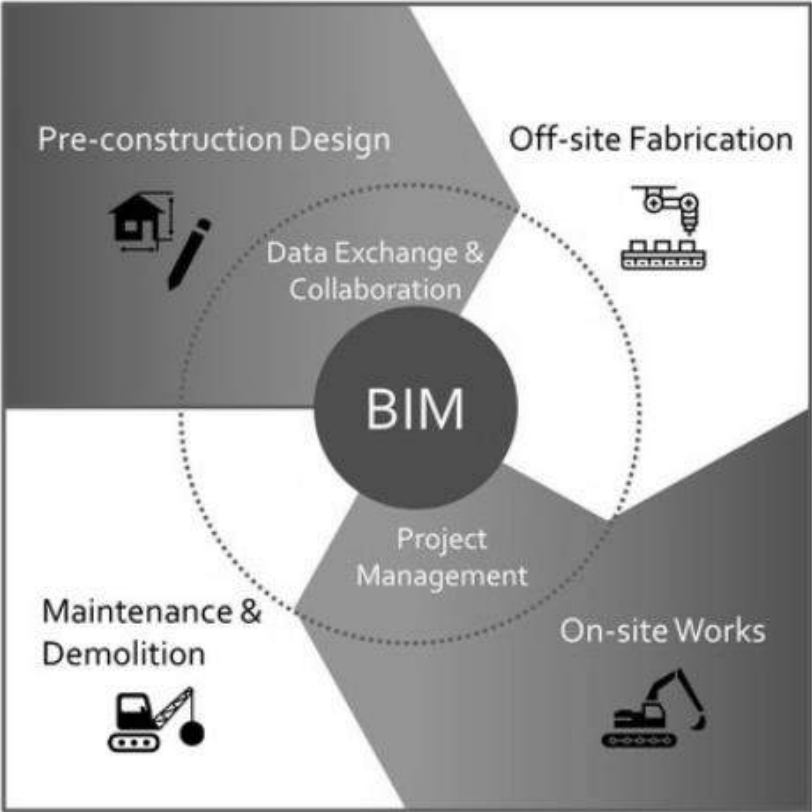 Pre-construction Design
Off-site Fabrication
Data Exchange &
Collaboration
BIM
Project
Management
Maintenance &
Demolition
On-site Works